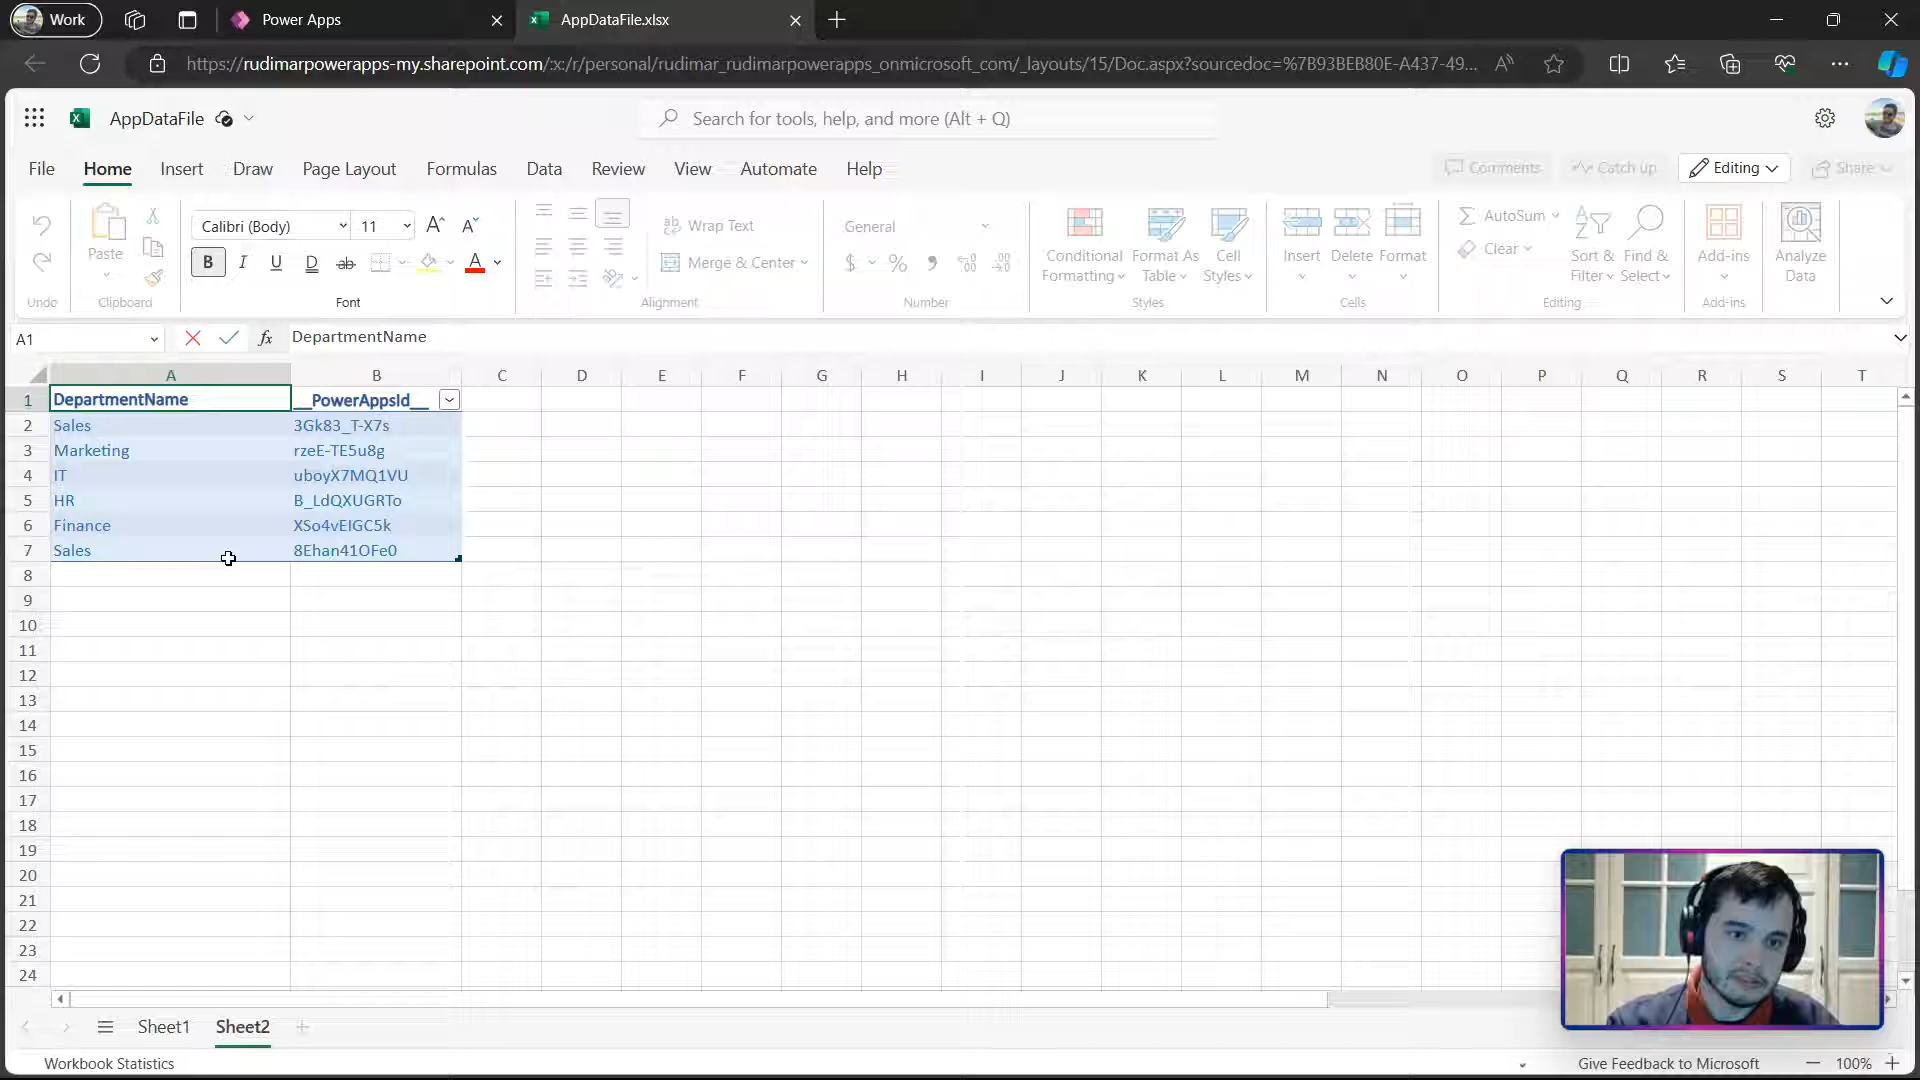 Work
Power Apps
AppDataFile.xlsx
https://rudimarpowerapps-my.sharepoint.com/:x:/r/personal/rudimar_rudimarpowerapps_onmicrosoft_com/_layouts/15/Doc.aspx?sourcedoc=%7B93BEB80E-A437-49...
AppDataFile
Search for tools, help, and more (Alt + Q)
File Home Insert Draw Page Layout Formulas Data Review View Automate Help
Comments Catch up Editing Share
Calibri (Body) 11
Wrap Text
General
AutoSum
Paste
B I U D ab A
Merge & Center
$ % 9
Conditional Formatting
Format As Table
Cell Styles
Insert Delete Format
Clear
Sort & Filter
Find & Select
Add-ins
Analyze Data
Undo Clipboard Font Alignment Number Styles Cells Editing Add-ins
A1 fx DepartmentName
A B C D E F G H I J K L M N O P Q R S T
1 DepartmentName __PowerAppsId__
2 Sales 3Gk83_T-X7s
3 Marketing rzeE-TE5u8g
4 IT uboyX7MQ1VU
5 HR B_LdQXUGRTo
6 Finance XSo4vEIGC5k
7 Sales 8Ehan41OFe0
8
9
10
11
12
13
14
15
16
17
18
19
20
21
22
23
24
Sheet1 Sheet2
Workbook Statistics
Give Feedback to Microsoft 100%